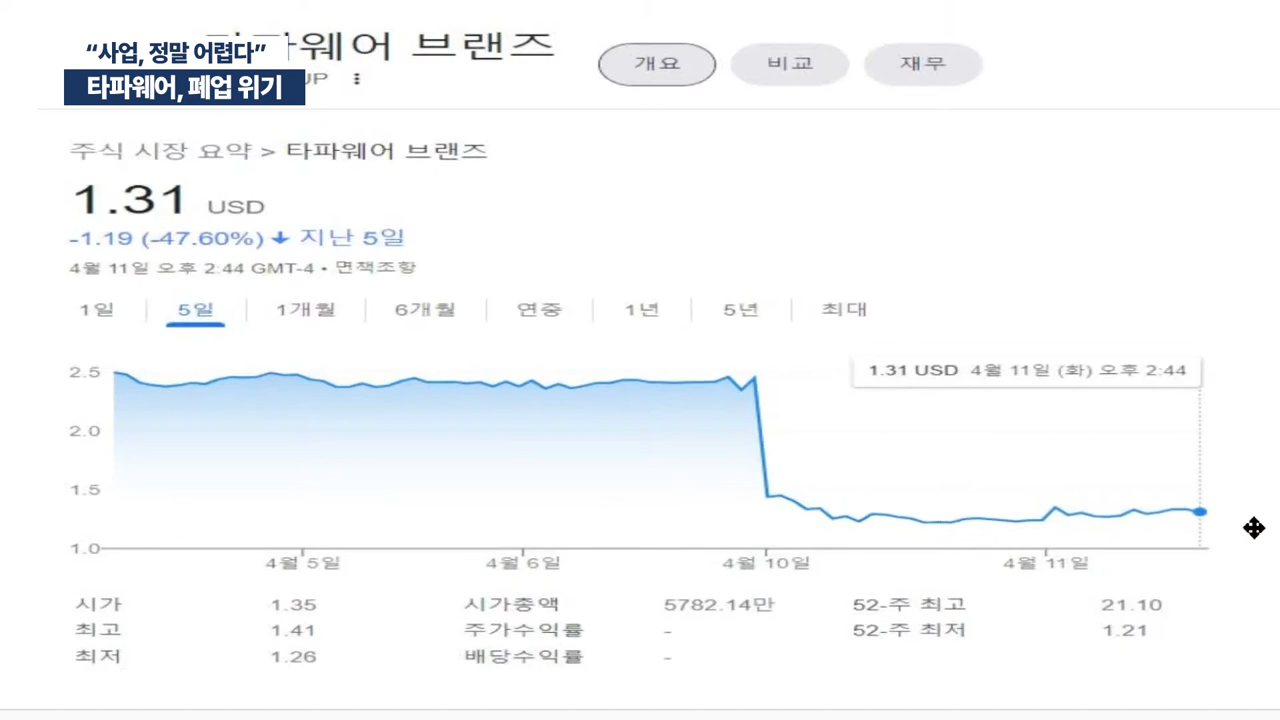 “사업, 정말 어렵다”
타파웨어, 폐업 위기
웨어 브랜즈
UP
개요
비교
재무
주식 시장 요약 > 타파웨어 브랜즈
1.31 USD
-1.19 (-47.60%) ↓ 지난 5일
4월 11일 오후 2:44 GMT-4 • 면책조항
1일
5일
1개월
6개월
연중
1년
5년
최대
1.31 USD 4월 11일 (화) 오후 2:44
2.5
2.0
1.5
1.0
4월 5일
4월 6일
4월 10일
4월 11일
시가 1.35 시가총액 5782.14만 52-주 최고 21.10
최고 1.41 주가수익률 - 52-주 최저 1.21
최저 1.26 배당수익률 -